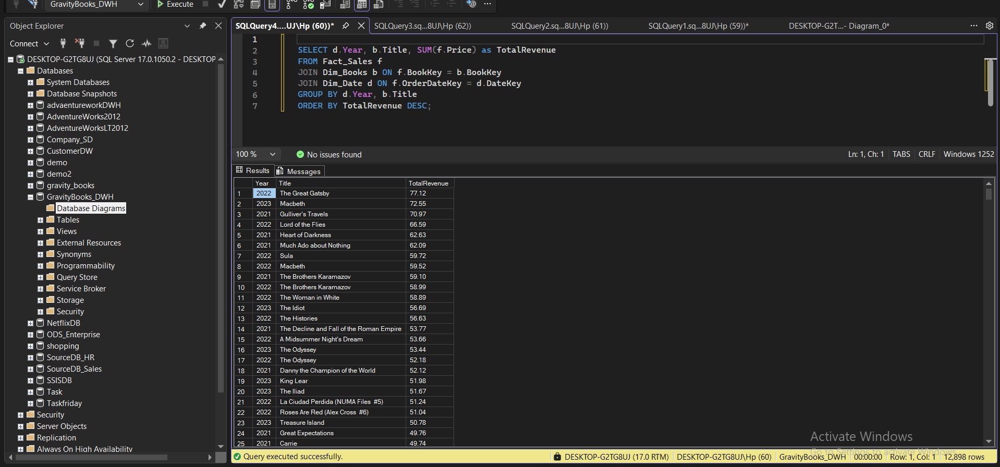 GravityBooks_DWH Execute
Object Explorer
Connect
DESKTOP-G2TG8UJ (SQL Server 17.0.1050.2 - DESKTOP
Databases
System Databases
Database Snapshots
advaentureworkDWH
AdventureWorks2012
AdventureWorksLT2012
Company_SD
CustomerDW
demo
demo2
gravity_books
GravityBooks_DWH
Database Diagrams
Tables
Views
External Resources
Synonyms
Programmability
Query Store
Service Broker
Storage
Security
NetflixDB
ODS_Enterprise
shopping
SourceDB_HR
SourceDB_Sales
SSISDB
Task
Taskfriday
Security
Server Objects
Replication
Always On High Availability
SQLQuery4....UJ\Hp (60))* SQLQuery3.sq...8UJ\Hp (62)) SQLQuery2.sq...8UJ\Hp (61)) SQLQuery1.sq...8UJ\Hp (59))* DESKTOP-G2T...- Diagram_0*
1
2 SELECT d.Year, b.Title, SUM(f.Price) as TotalRevenue
3 FROM Fact_Sales f
4 JOIN Dim_Books b ON f.BookKey = b.BookKey
5 JOIN Dim_Date d ON f.OrderDateKey = d.DateKey
6 GROUP BY d.Year, b.Title
7 ORDER BY TotalRevenue DESC;
100 % No issues found Ln: 1, Ch: 1 TABS CRLF Windows 1252
Results Messages
Year Title TotalRevenue
1 2022 The Great Gatsby 77.12
2 2023 Macbeth 72.55
3 2021 Gulliver's Travels 70.97
4 2022 Lord of the Flies 66.59
5 2021 Heart of Darkness 62.63
6 2021 Much Ado about Nothing 62.09
7 2022 Sula 59.72
8 2022 Macbeth 59.52
9 2021 The Brothers Karamazov 59.10
10 2022 The Brothers Karamazov 58.99
11 2022 The Woman in White 58.89
12 2023 The Idiot 56.69
13 2022 The Histories 56.63
14 2021 The Decline and Fall of the Roman Empire 53.77
15 2022 A Midsummer Night's Dream 53.66
16 2023 The Odyssey 53.44
17 2022 The Odyssey 52.18
18 2021 Danny the Champion of the World 52.12
19 2023 King Lear 51.98
20 2023 The Iliad 51.67
21 2022 La Ciudad Perdida (NUMA Files #5) 51.24
22 2022 Roses Are Red (Alex Cross #6) 51.04
23 2023 Treasure Island 50.78
24 2021 Great Expectations 49.76
25 2021 Carrie 49.74
Activate Windows
Go to Settings to activate Windows.
Query executed successfully. DESKTOP-G2TG8UJ (17.0 RTM) DESKTOP-G2TG8UJ\Hp (60) GravityBooks_DWH 00:00:00 Row: 1, Col: 1 12,898 rows